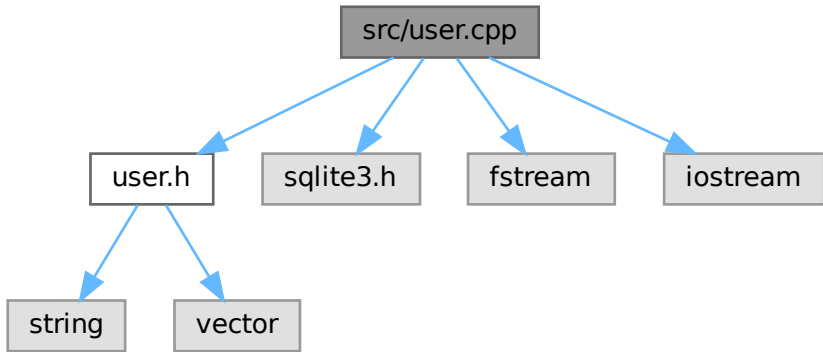 src/user.cpp
user.h
sqlite3.h
fstream
iostream
string
vector